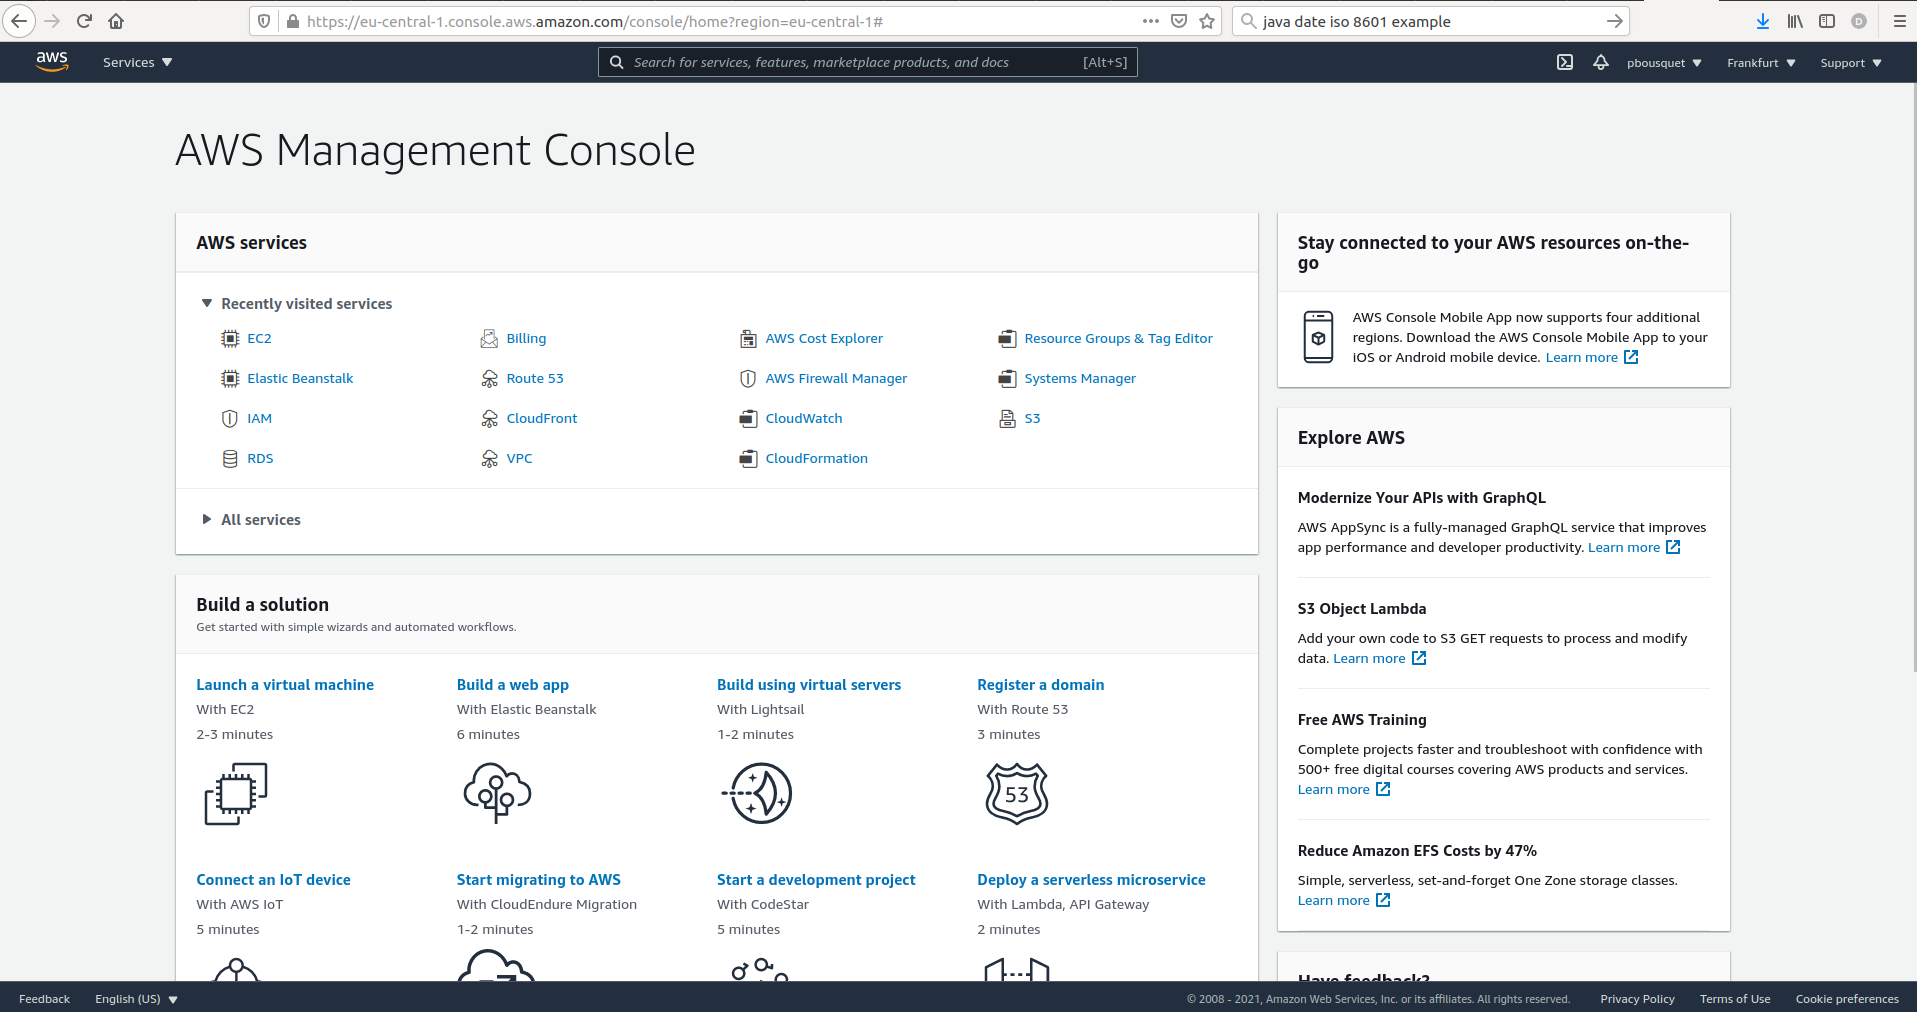 https://eu-central-1.console.aws.amazon.com/console/home?region=eu-central-1#
java date iso 8601 example
D
aws
Services
Search for services, features, marketplace products, and docs [Alt+S]
pbousquet
Frankfurt
Support
AWS Management Console
AWS services
Recently visited services
EC2
Billing
AWS Cost Explorer
Resource Groups & Tag Editor
Elastic Beanstalk
Route 53
AWS Firewall Manager
Systems Manager
IAM
CloudFront
CloudWatch
S3
RDS
VPC
CloudFormation
All services
Build a solution
Get started with simple wizards and automated workflows.
Launch a virtual machine
With EC2
2-3 minutes
Build a web app
With Elastic Beanstalk
6 minutes
Build using virtual servers
With Lightsail
1-2 minutes
Register a domain
With Route 53
3 minutes
53
Connect an IoT device
With AWS IoT
5 minutes
Start migrating to AWS
With CloudEndure Migration
1-2 minutes
Start a development project
With CodeStar
5 minutes
Deploy a serverless microservice
With Lambda, API Gateway
2 minutes
Stay connected to your AWS resources on-the-
go
AWS Console Mobile App now supports four additional
regions. Download the AWS Console Mobile App to your
iOS or Android mobile device. Learn more
Explore AWS
Modernize Your APIs with GraphQL
AWS AppSync is a fully-managed GraphQL service that improves
app performance and developer productivity. Learn more
S3 Object Lambda
Add your own code to S3 GET requests to process and modify
data. Learn more
Free AWS Training
Complete projects faster and troubleshoot with confidence with
500+ free digital courses covering AWS products and services.
Learn more
Reduce Amazon EFS Costs by 47%
Simple, serverless, set-and-forget One Zone storage classes.
Learn more
Have feedback?
Feedback
English (US)
© 2008 - 2021, Amazon Web Services, Inc. or its affiliates. All rights reserved.
Privacy Policy
Terms of Use
Cookie preferences